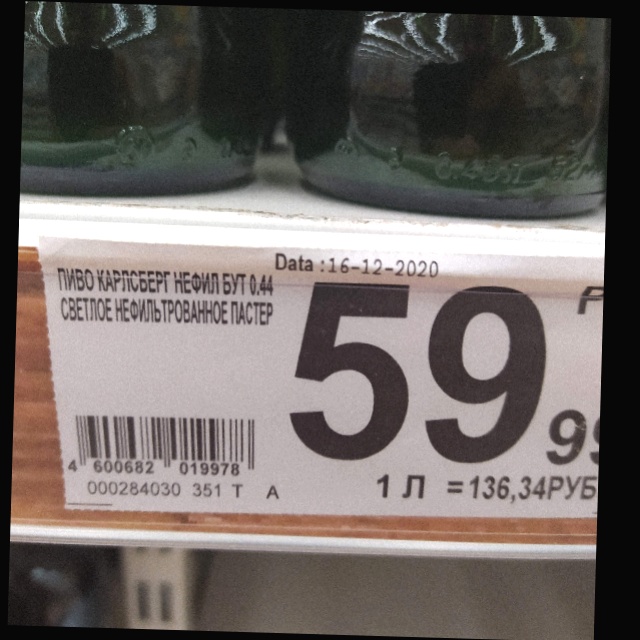 Data :16-12-2020
ПИВО КАРЛСБЕРГ НЕФИЛ БУТ 0.44
СВЕТЛОЕ НЕФИЛЬТРОВАННОЕ ПАСТЕР
59 99
4 600682 019978
000284030 351 Т А
1 Л =136,34РУБ